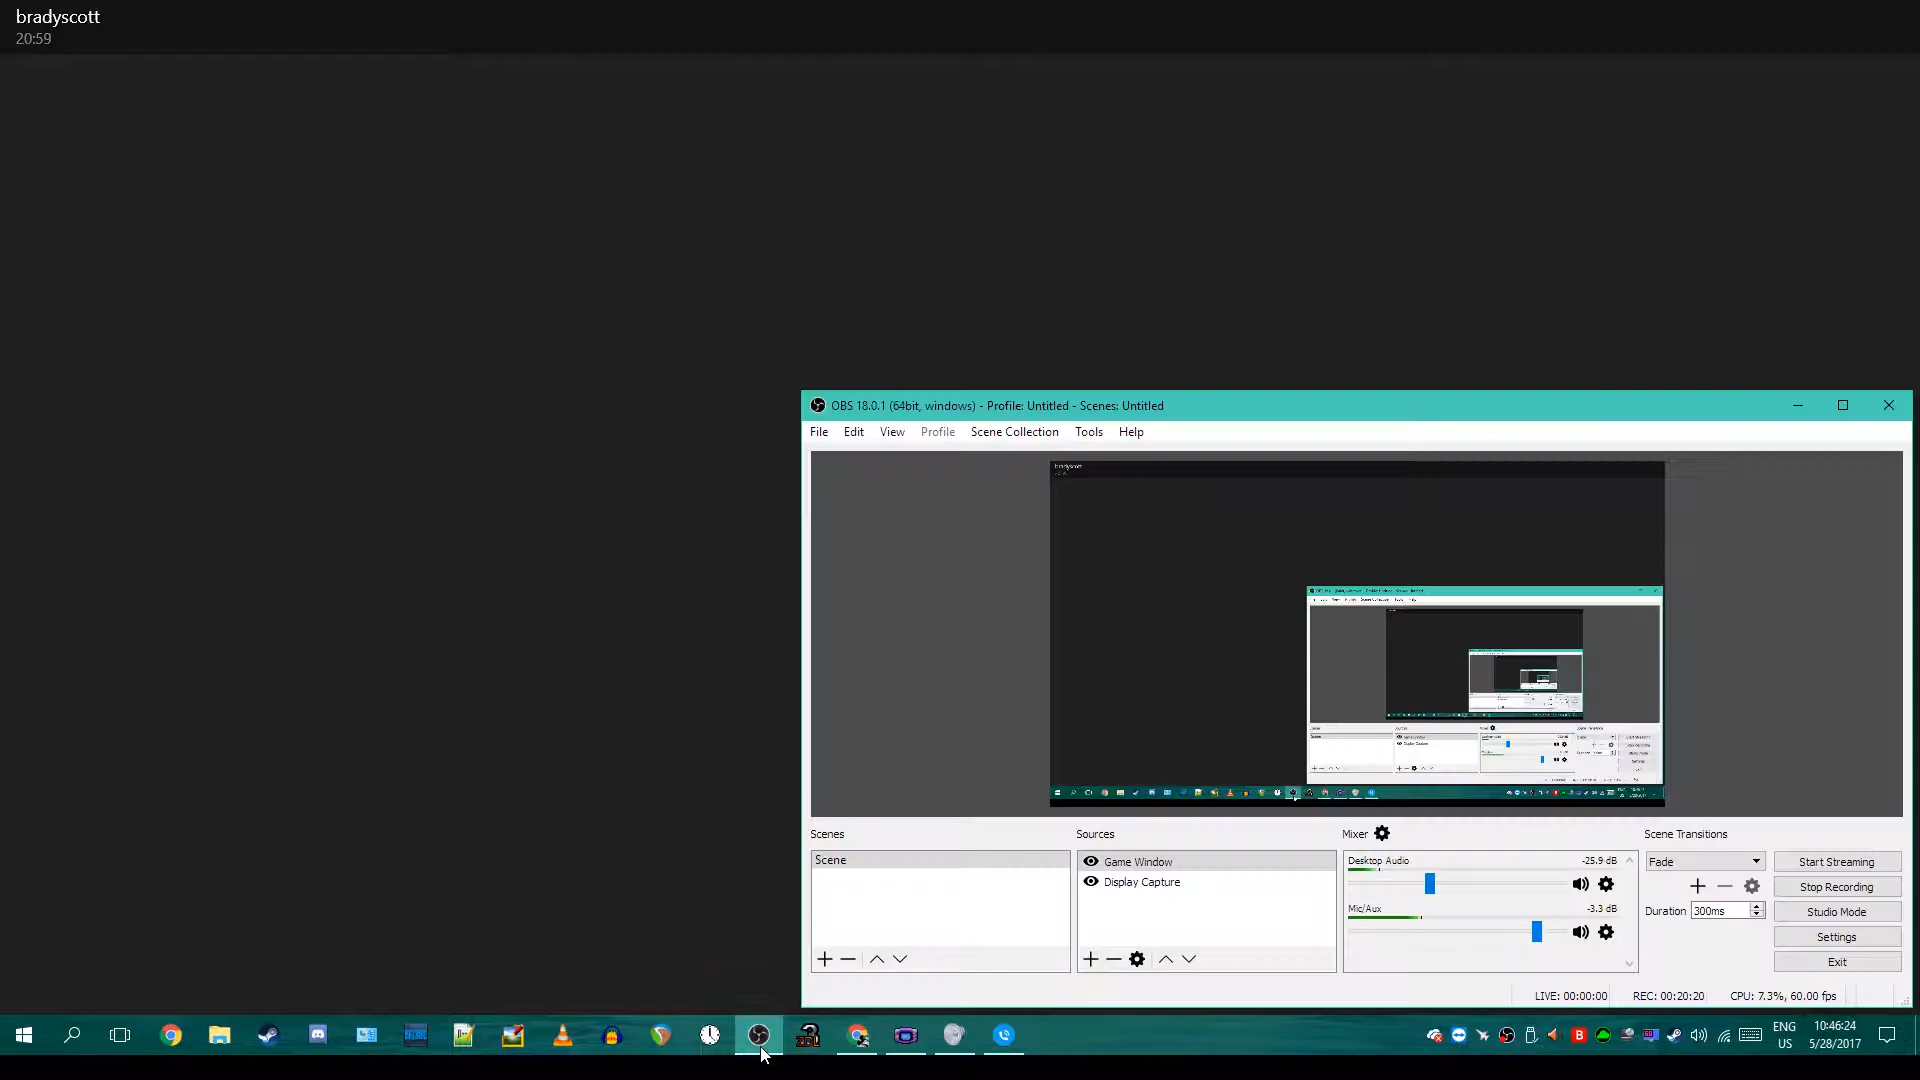 bradyscott
20:59
OBS 18.0.1 (64bit, windows) - Profile: Untitled - Scenes: Untitled
File Edit View Profile Scene Collection Tools Help
bradyscott
Scenes
Scene
Sources
Game Window
Display Capture
Mixer
Desktop Audio -25.9 dB
Mic/Aux -3.3 dB
Scene Transitions
Fade
Duration 300ms
Start Streaming
Stop Recording
Studio Mode
Settings
Exit
LIVE: 00:00:00 REC: 00:20:20 CPU: 7.3%, 60.00 fps
ENG
US
10:46:24
5/28/2017